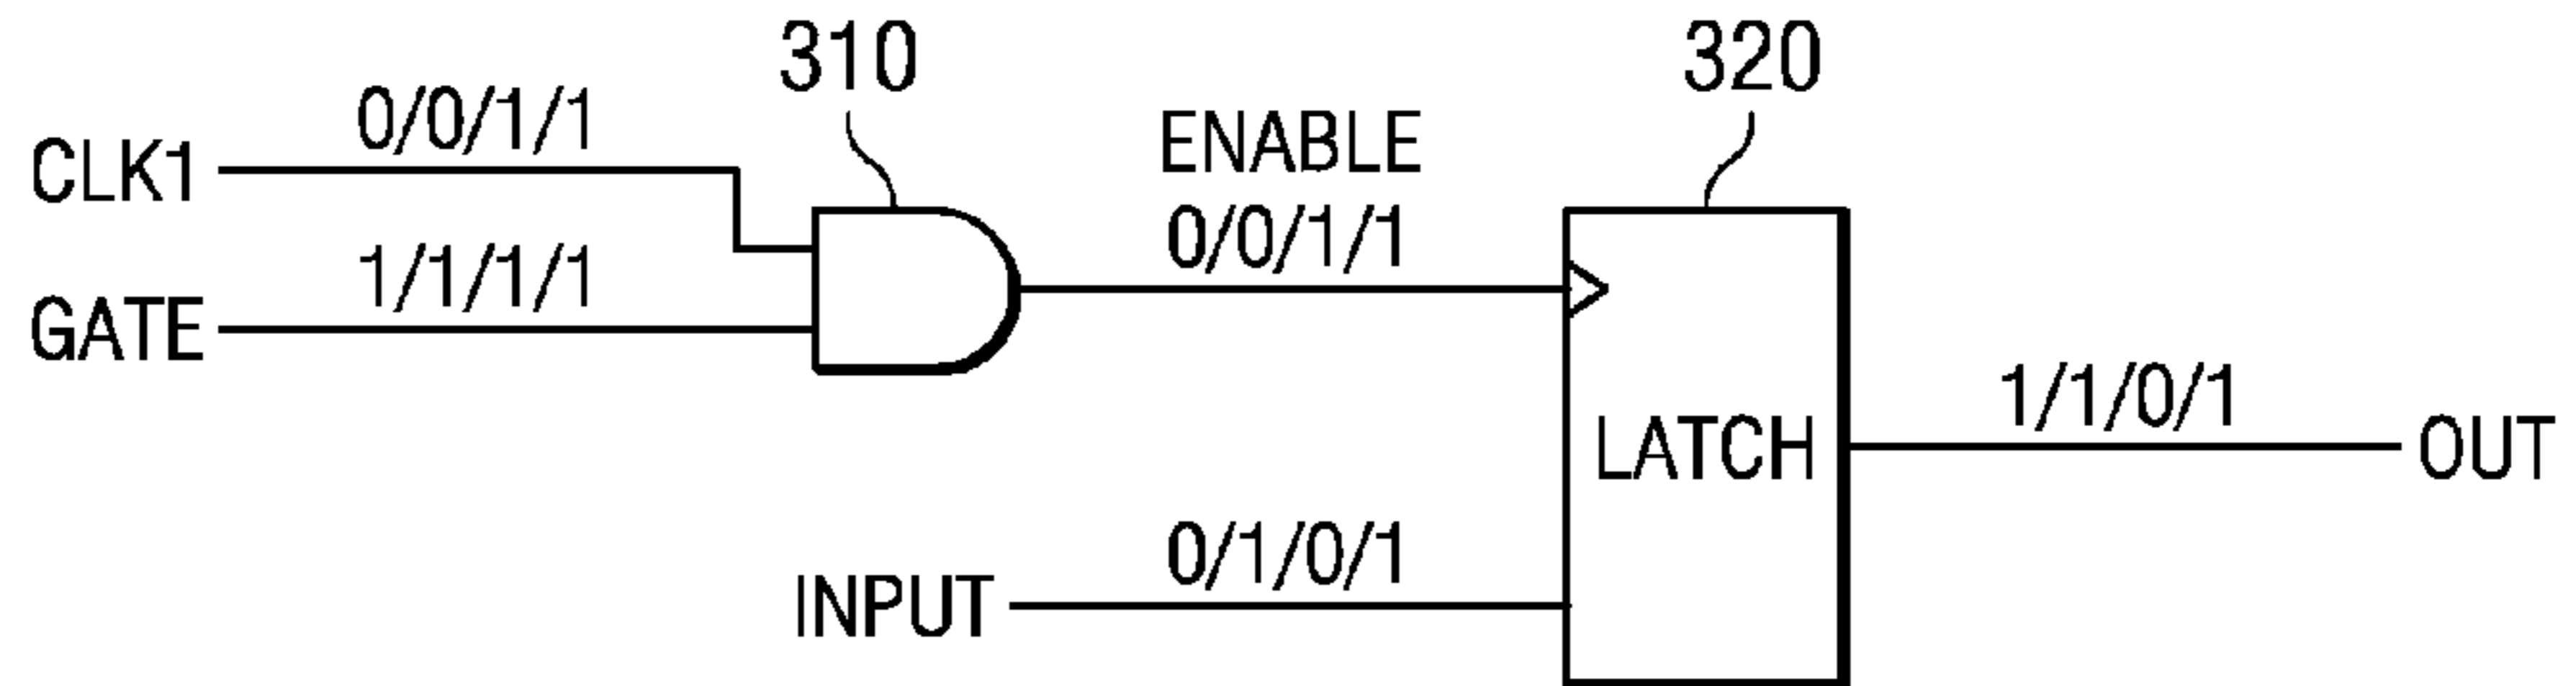 310
320
0/0/1/1
CLK1
ENABLE
0/0/1/1
1/1/1/1
GATE
1/1/0/1
LATCH
OUT
0/1/0/1
INPUT